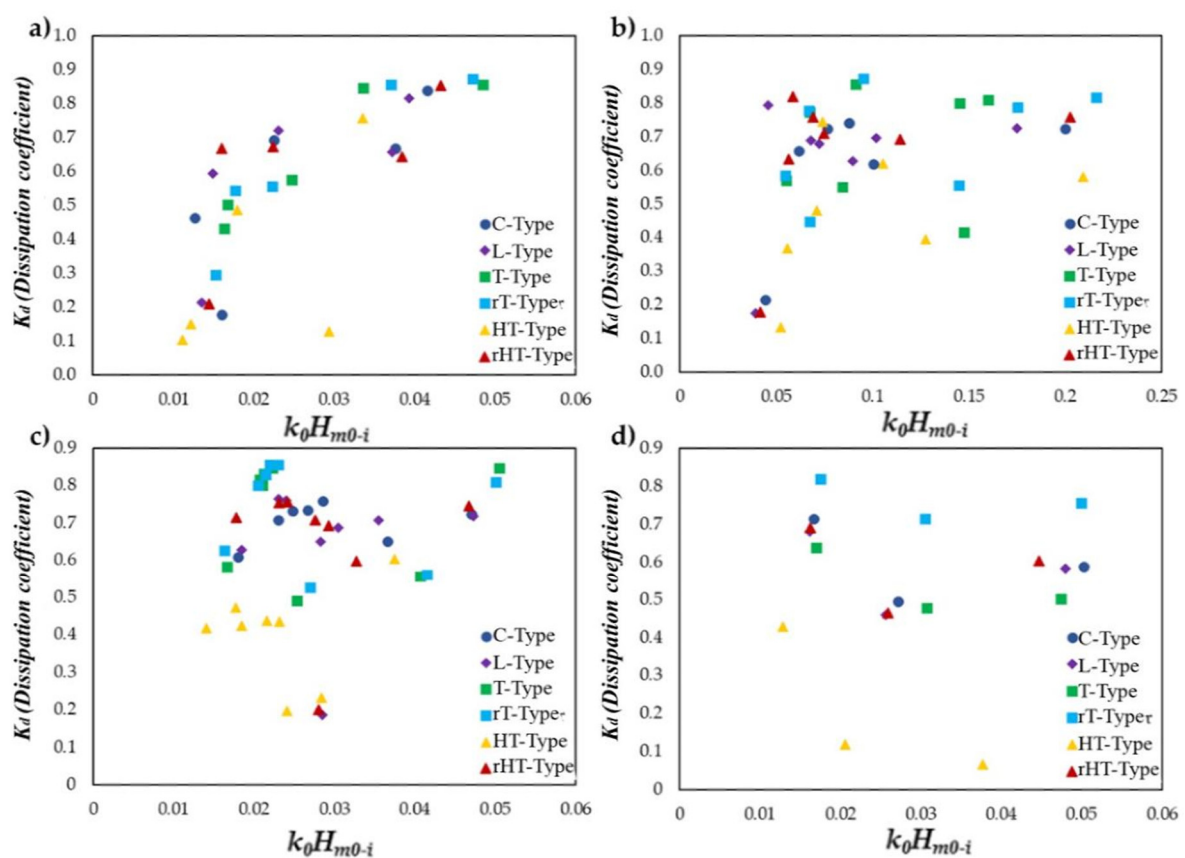 a)
1.0
0.9
0.8
0.7
0.6
0.5
0.4
0.3
0.2
0.1
0.0
Kd (Dissipation coefficient)
C-Type
L-Type
T-Type
rT-Type
HT-Type
rHT-Type
0 0.01 0.02 0.03 0.04 0.05 0.06
k0Hm0-i
b)
1.0
0.9
0.8
0.7
0.6
0.5
0.4
0.3
0.2
0.1
0.0
Kd (Dissipation coefficient)
C-Type
L-Type
T-Type
rT-Type
HT-Type
rHT-Type
0 0.05 0.1 0.15 0.2 0.25
k0Hm0-i
c)
0.9
0.8
0.7
0.6
0.5
0.4
0.3
0.2
0.1
0
Kd (Dissipation coefficient)
C-Type
L-Type
T-Type
rT-Type
HT-Type
rHT-Type
0 0.01 0.02 0.03 0.04 0.05 0.06
k0Hm0-i
d)
0.9
0.8
0.7
0.6
0.5
0.4
0.3
0.2
0.1
0
Kd (Dissipation coefficient)
C-Type
L-Type
T-Type
rT-Type
HT-Type
rHT-Type
0 0.01 0.02 0.03 0.04 0.05 0.06
k0Hm0-i